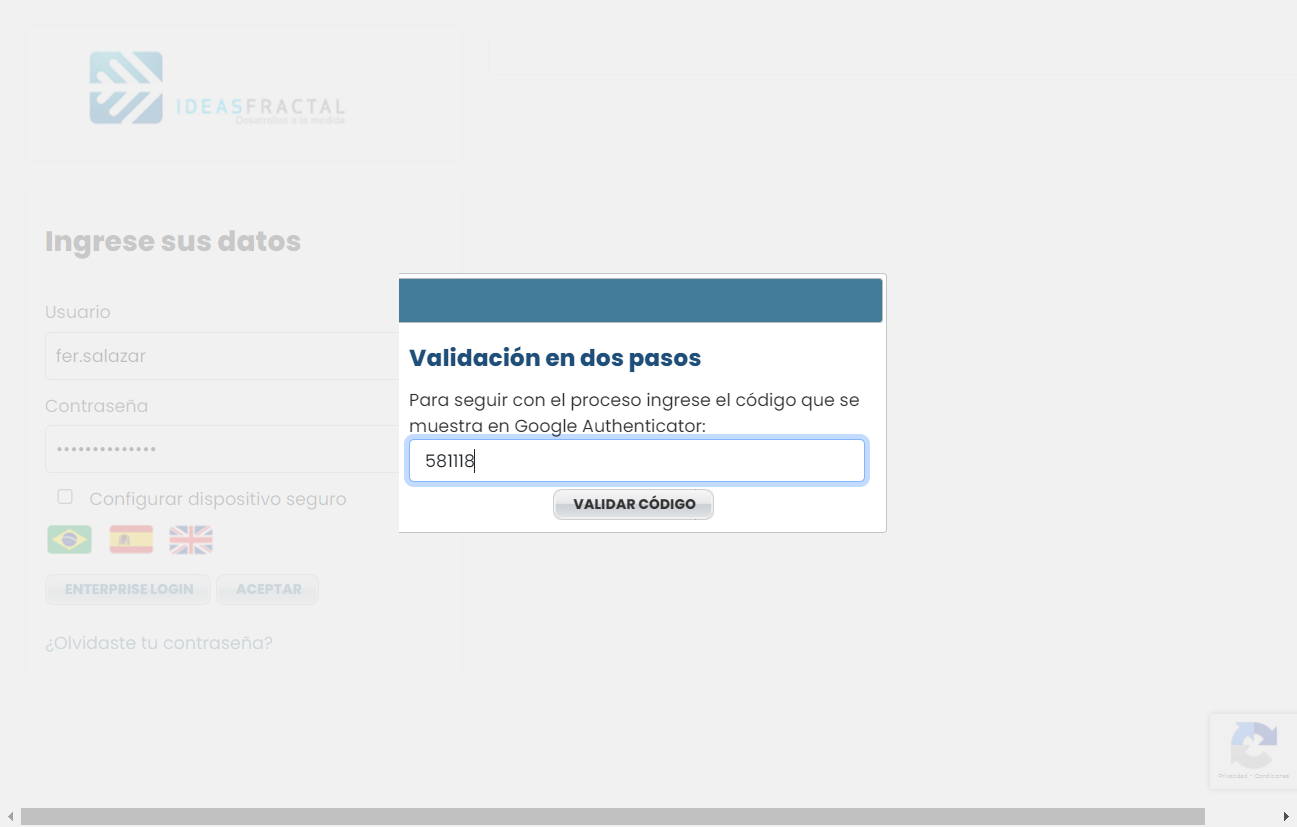 IDEASFRACTAL
Desarrollos a la medida
Ingrese sus datos
Usuario
fer.salazar
Contraseña
••••••••••••••
Configurar dispositivo seguro
ENTERPRISE LOGIN
ACEPTAR
¿Olvidaste tu contraseña?
Validación en dos pasos
Para seguir con el proceso ingrese el código que se
muestra en Google Authenticator:
581118
VALIDAR CÓDIGO
Privacidad - Condiciones